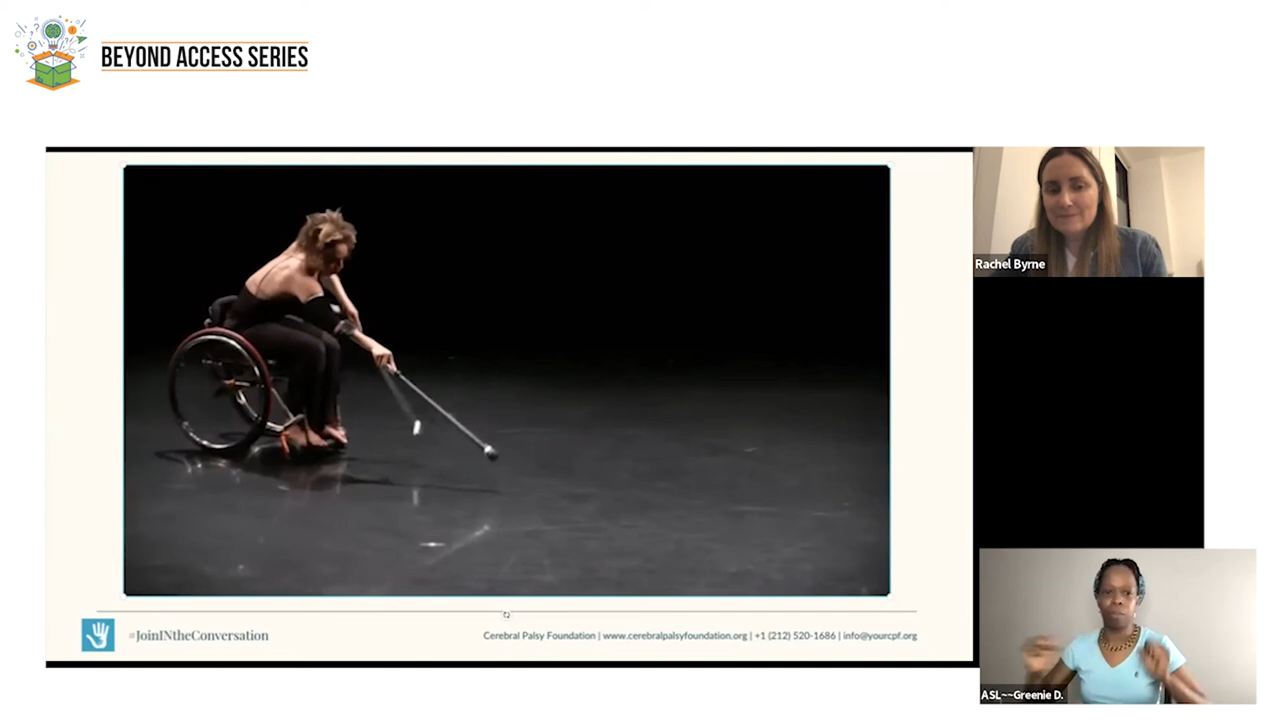 BEYOND ACCESS SERIES
Rachel Byrne
#JoinINtheConversation
Cerebral Palsy Foundation | www.cerebralpalsyfoundation.org | +1 (212) 520-1686 | info@yourcpf.org
ASL~~Greenie D.